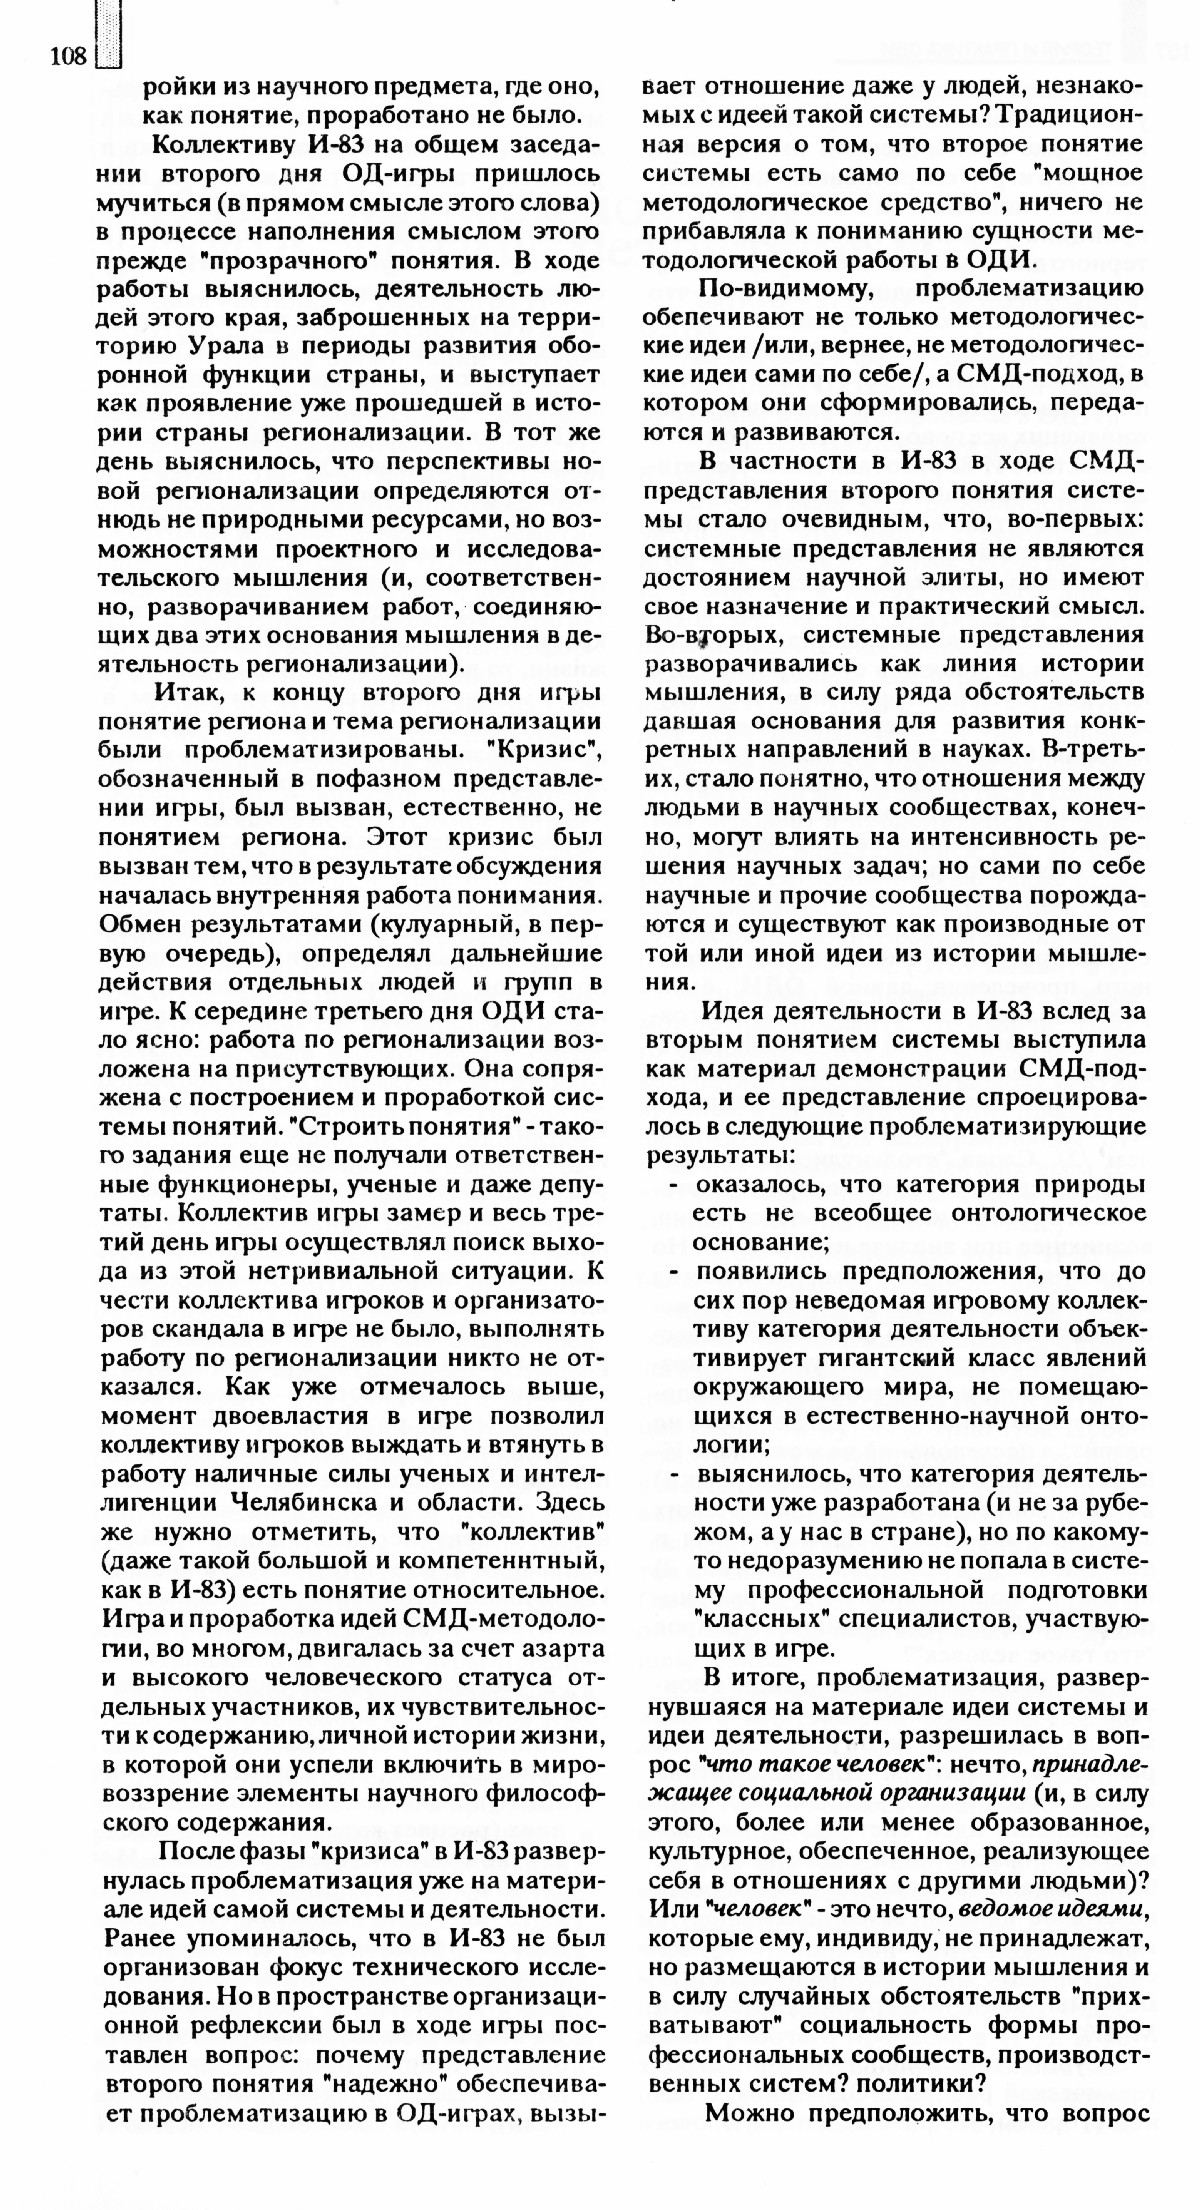 108
ройки из научного предмета, где оно,
как понятие, проработано не было.
Коллективу И-83 на общем заседа-
нии второго дня ОД-игры пришлось
мучиться (в прямом смысле этого слова)
в процессе наполнения смыслом этого
прежде "прозрачного" понятия. В ходе
работы выяснилось, деятельность лю-
дей этого края, заброшенных на терри-
торию Урала в периоды развития обо-
ронной функции страны, и выступает
как проявление уже прошедшей в исто-
рии страны регионализации. В тот же
день выяснилось, что перспективы но-
вой регионализации определяются от-
нюдь не природными ресурсами, но воз-
можностями проектного и исследова-
тельского мышления (и, соответствен-
но, разворачиванием работ, соединяю-
щих два этих основания мышления в де-
ятельность регионализации).
Итак, к концу второго дня игры
понятие региона и тема регионализации
были проблематизированы. "Кризис",
обозначенный в пофазном представле-
нии игры, был вызван, естественно, не
понятием региона. Этот кризис был
вызван тем, что в результате обсуждения
началась внутренняя работа понимания.
Обмен результатами (кулуарный, в пер-
вую очередь), определял дальнейшие
действия отдельных людей и групп в
игре. К середине третьего дня ОДИ ста-
ло ясно: работа по регионализации воз-
ложена на присутствующих. Она сопря-
жена с построением и проработкой сис-
темы понятий. "Строить понятия" - тако-
го задания еще не получали ответствен-
ные функционеры, ученые и даже депу-
таты. Коллектив игры замер и весь тре-
тий день игры осуществлял поиск выхо-
да из этой нетривиальной ситуации. К
чести коллектива игроков и организато-
ров скандала в игре не было, выполнять
работу по регионализации никто не от-
казался. Как уже отмечалось выше,
момент двоевластия в игре позволил
коллективу игроков выждать и втянуть в
работу наличные силы ученых и интел-
лигенции Челябинска и области. Здесь
же нужно отметить, что "коллектив"
(даже такой большой и компетеннтный,
как в И-83) есть понятие относительное.
Игра и проработка идей СМД-методоло-
гии, во многом, двигалась за счет азарта
и высокого человеческого статуса от-
дельных участников, их чувствительнос-
ти к содержанию, личной истории жизни,
в которой они успели включить в миро-
воззрение элементы научного философ-
ского содержания.
После фазы "кризиса" в И-83 развер-
нулась проблематизация уже на матери-
але идей самой системы и деятельности.
Ранее упоминалось, что в И-83 не был
организован фокус технического иссле-
дования. Но в пространстве организаци-
онной рефлексии был в ходе игры пос-
тавлен вопрос: почему представление
второго понятия "надежно" обеспечива-
ет проблематизацию в ОД-играх, вызы-
вает отношение даже у людей, незнако-
мых с идеей такой системы? Традицион-
ная версия о том, что второе понятие
системы есть само по себе "мощное
методологическое средство", ничего не
прибавляла к пониманию сущности ме-
тодологической работы в ОДИ.
По-видимому, проблематизацию
обепечивают не только методологичес-
кие идеи /или, вернее, не методологичес-
кие идеи сами по себе/, а СМД-подход, в
котором они сформировались, переда-
ются и развиваются.
В частности в И-83 в ходе СМД-
представления второго понятия систе-
мы стало очевидным, что, во-первых:
системные представления не являются
достоянием научной элиты, но имеют
свое назначение и практический смысл.
Во-вторых, системные представления
разворачивались как линия истории
мышления, в силу ряда обстоятельств
давшая основания для развития конк-
ретных направлений в науках. В-треть-
их, стало понятно, что отношения между
людьми в научных сообществах, конеч-
но, могут влиять на интенсивность ре-
шения научных задач; но сами по себе
научные и прочие сообщества порожда-
ются и существуют как производные от
той или иной идеи из истории мышле-
ния.
Идея деятельности в И-83 вслед за
вторым понятием системы выступила
как материал демонстрации СМД-под-
хода, и ее представление спроецирова-
лось в следующие проблематизирующие
результаты:
- оказалось, что категория природы
есть не всеобщее онтологическое
основание;
- появились предположения, что до
сих пор неведомая игровому коллек-
тиву категория деятельности объек-
тивирует гигантский класс явлений
окружающего мира, не помещаю-
щихся в естественно-научной онто-
логии;
- выяснилось, что категория деятель-
ности уже разработана (и не за рубе-
жом, а у нас в стране), но по какому-
то недоразумению не попала в систе-
му профессиональной подготовки
"классных" специалистов, участвую-
щих в игре.
В итоге, проблематизация, развер-
нувшаяся на материале идеи системы и
идеи деятельности, разрешилась в воп-
рос "что такое человек": нечто, принадле-
жащее социальной организации (и, в силу
этого, более или менее образованное,
культурное, обеспеченное, реализующее
себя в отношениях с другими людьми)?
Или "человек" - это нечто, ведомое идеями,
которые ему, индивиду, не принадлежат,
но размещаются в истории мышления и
в силу случайных обстоятельств "прих-
ватывают" социальность формы про-
фессиональных сообществ, производст-
венных систем? политики?
Можно предположить, что вопрос